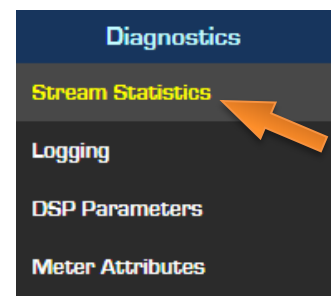 Diagnostics
Stream Statistics
Logging
DSP Parameters
Meter Attributes